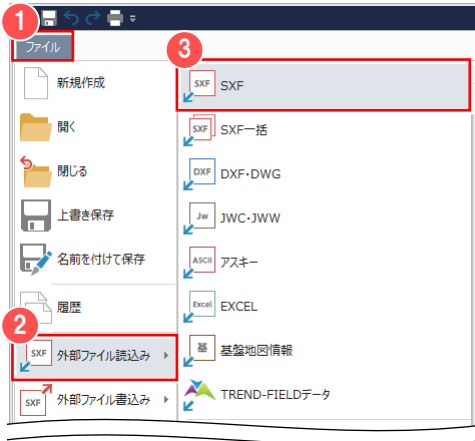 1
ファイル
新規作成
開く
閉じる
上書き保存
名前を付けて保存
履歴
2
SXF 外部ファイル読込み
SXF 外部ファイル書込み
3
SXF SXF
SXF SXF一括
DXF DXF・DWG
Jw JWC・JWW
ASCII アスキー
Excel EXCEL
基 基盤地図情報
TREND-FIELDデータ